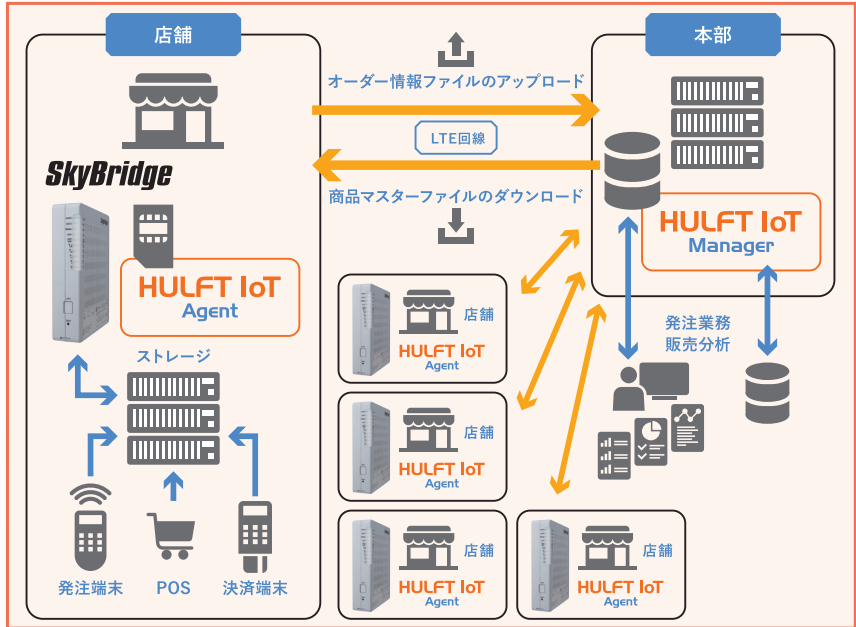 店舗
本部
オーダー情報ファイルのアップロード
LTE回線
商品マスターファイルのダウンロード
SkyBridge
HULFT IoT
Agent
HULFT IoT
Manager
ストレージ
発注端末
POS
決済端末
店舗
HULFT IoT
Agent
店舗
HULFT IoT
Agent
店舗
HULFT IoT
Agent
店舗
HULFT IoT
Agent
発注業務
販売分析